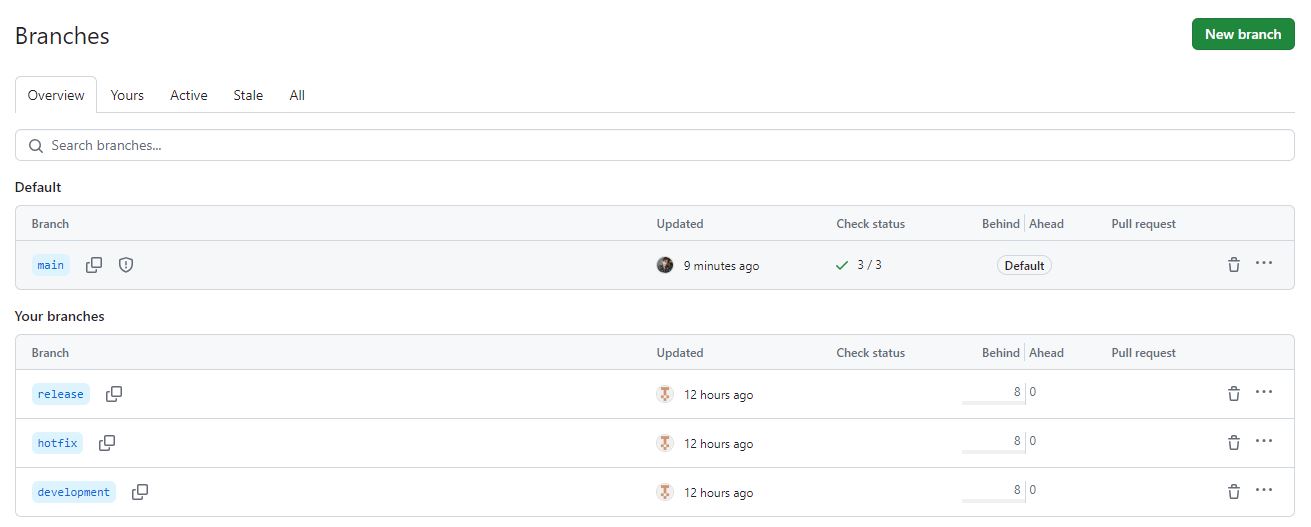 Branches
New branch
Overview Yours Active Stale All
Search branches...
Default
Branch Updated Check status Behind Ahead Pull request
main 9 minutes ago 3 / 3 Default
Your branches
Branch Updated Check status Behind Ahead Pull request
release 12 hours ago 8 0
hotfix 12 hours ago 8 0
development 12 hours ago 8 0